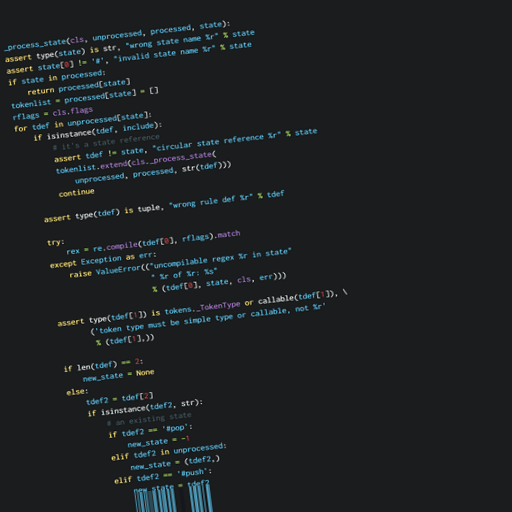 _process_state(cls, unprocessed, processed, state):
assert type(state) is str, "wrong state name %r" % state
assert state[0] != '#', "invalid state name %r" % state
if state in processed:
return processed[state]
tokenlist = processed[state] = []
rflags = cls.flags
for tdef in unprocessed[state]:
if isinstance(tdef, include):
# it's a state reference
assert tdef != state, "circular state reference %r" % state
tokenlist.extend(cls._process_state(
unprocessed, processed, str(tdef)))
continue
assert type(tdef) is tuple, "wrong rule def %r" % tdef
try:
rex = re.compile(tdef[0], rflags).match
except Exception as err:
raise ValueError(("uncompilable regex %r in state"
" %r of %r: %s"
% (tdef[0], state, cls, err)))
assert type(tdef[1]) is tokens._TokenType or callable(tdef[1]), \
('token type must be simple type or callable, not %r'
% (tdef[1],))
if len(tdef) == 2:
new_state = None
else:
tdef2 = tdef[2]
if isinstance(tdef2, str):
# an existing state
if tdef2 == '#pop':
new_state = -1
elif tdef2 in unprocessed:
new_state = (tdef2,)
elif tdef2 == '#push':
new_state = tdef2